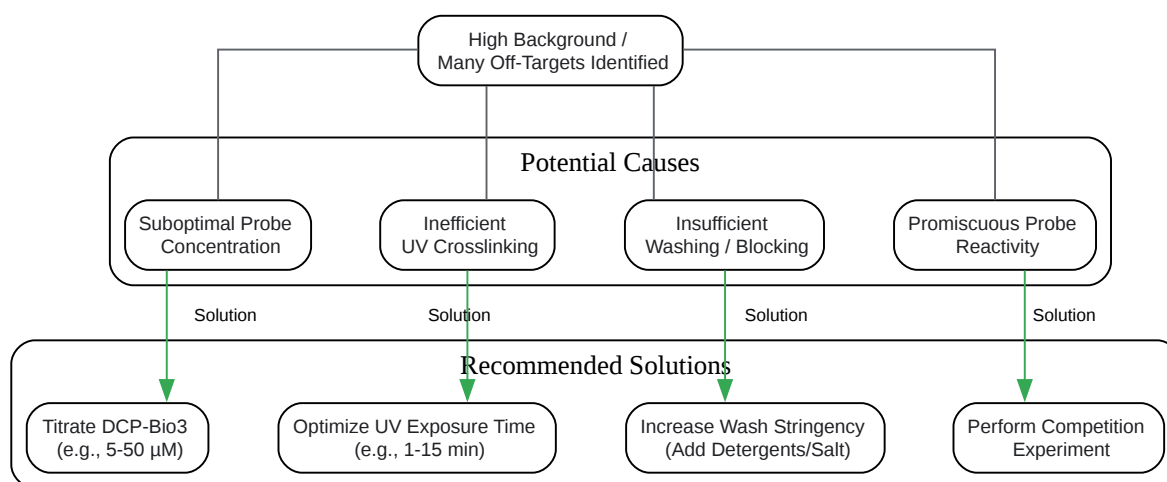 High Background /
Many Off-Targets Identified
Potential Causes
Suboptimal Probe
Concentration
Inefficient
UV Crosslinking
Insufficient
Washing / Blocking
Promiscuous Probe
Reactivity
Solution
Solution
Solution
Solution
Recommended Solutions
Titrate DCP-Bio3
(e.g., 5-50 µM)
Optimize UV Exposure Time
(e.g., 1-15 min)
Increase Wash Stringency
(Add Detergents/Salt)
Perform Competition
Experiment